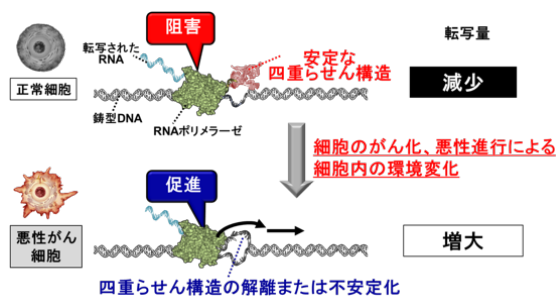 阻害
転写された
RNA
安定な
四重らせん構造
転写量
正常細胞
減少
鋳型DNA
RNAポリメラーゼ
細胞のがん化、悪性進行による
細胞内の環境変化
促進
悪性がん
細胞
増大
四重らせん構造の解離または不安定化